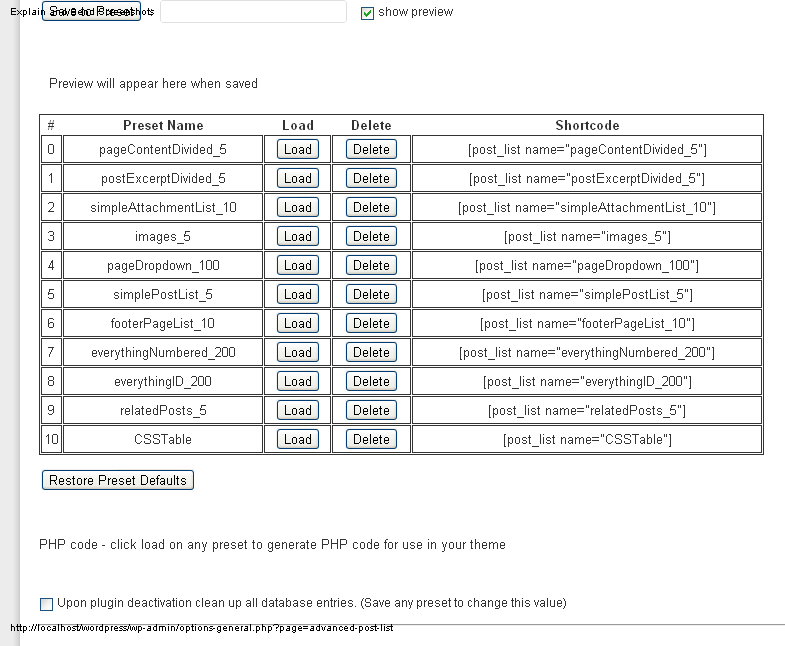 Explain and Send Screenshots
Save to Preset :
show preview
Preview will appear here when saved
# Preset Name Load Delete Shortcode
0 pageContentDivided_5 Load Delete [post_list name="pageContentDivided_5"]
1 postExcerptDivided_5 Load Delete [post_list name="postExcerptDivided_5"]
2 simpleAttachmentList_10 Load Delete [post_list name="simpleAttachmentList_10"]
3 images_5 Load Delete [post_list name="images_5"]
4 pageDropdown_100 Load Delete [post_list name="pageDropdown_100"]
5 simplePostList_5 Load Delete [post_list name="simplePostList_5"]
6 footerPageList_10 Load Delete [post_list name="footerPageList_10"]
7 everythingNumbered_200 Load Delete [post_list name="everythingNumbered_200"]
8 everythingID_200 Load Delete [post_list name="everythingID_200"]
9 relatedPosts_5 Load Delete [post_list name="relatedPosts_5"]
10 CSSTable Load Delete [post_list name="CSSTable"]
Restore Preset Defaults
PHP code - click load on any preset to generate PHP code for use in your theme
Upon plugin deactivation clean up all database entries. (Save any preset to change this value)
http://localhost/wordpress/wp-admin/options-general.php?page=advanced-post-list